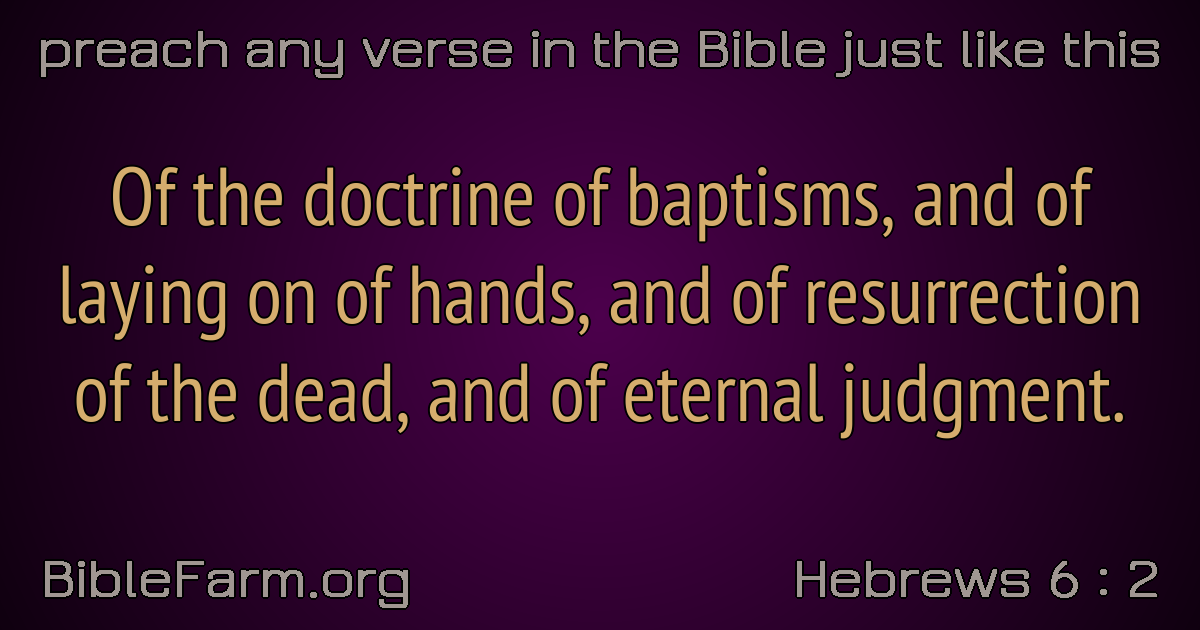 preach any verse in the Bible just like this
Of the doctrine of baptisms, and of
laying on of hands, and of resurrection
of the dead, and of eternal judgment.
BibleFarm.org
Hebrews 6 : 2